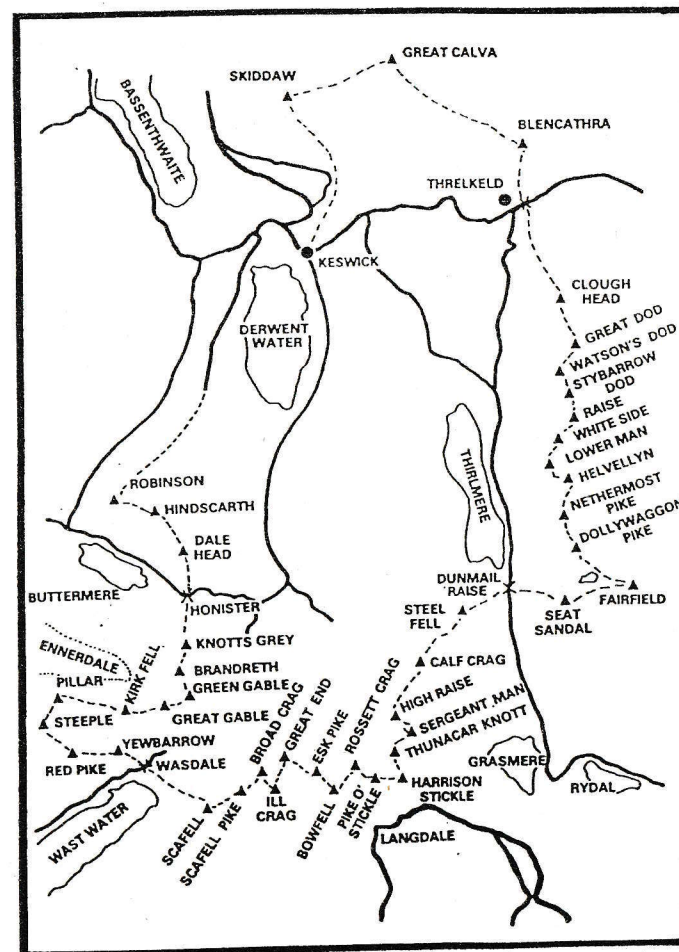 GREAT CALVA
SKIDDAW
BASSENTHWAITE
BLENCATHRA
THRELKELD
KESWICK
CLOUGH
HEAD
DERWENT
WATER
GREAT DOD
WATSON'S DOD
STYBARROW
DOD
RAISE
WHITE SIDE
LOWER MAN
HELVELLYN
NETHERMOST
PIKE
DOLLYWAGGON
PIKE
THIRLMERE
ROBINSON
HINDSCARTH
DALE
HEAD
BUTTERMERE
HONISTER
DUNMAIL
RAISE
STEEL
FELL
SEAT
SANDAL
FAIRFIELD
KNOTTS GREY
ENNERDALE
BRANDRETH
GREEN GABLE
PILLAR
KIRK FELL
STEEPLE
GREAT GABLE
CALF CRAG
HIGH RAISE
SERGEANT MAN
THUNACAR KNOTT
YEWBARROW
RED PIKE
WASDALE
BROAD CRAG
GREAT END
ESK PIKE
ROSSETT CRAG
GRASMERE
RYDAL
HARRISON
STICKLE
WAST WATER
SCAFELL
SCAFELL PIKE
ILL
CRAG
BOWFELL
PIKE O'
STICKLE
LANGDALE